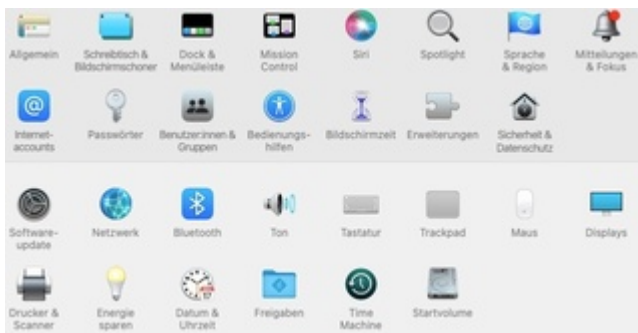 Allgemein Schreibtisch & Dock & Mission Siri Spotlight Sprache Mitteilungen
Bildschirmschoner Menüleiste Control & Region & Fokus
Internet- Passwörter Benutzer:innen & Bedienungs- Bildschirmzeit Erweiterungen Sicherheit &
accounts Gruppen hilfen Datenschutz
Software- Netzwerk Bluetooth Ton Tastatur Trackpad Maus Displays
update
Drucker & Energie Datum & Freigaben Time Startvolume
Scanner sparen Uhrzeit Machine